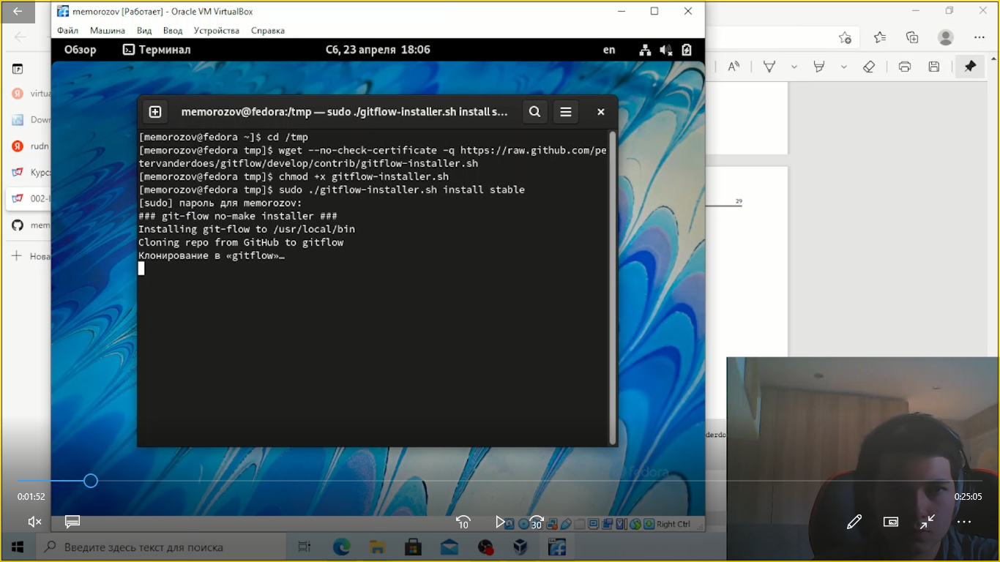 memorozov [Работает] - Oracle VM VirtualBox
Файл Машина Вид Ввод Устройства Справка
Обзор Терминал Сб, 23 апреля 18:06 en
memorozov@fedora:/tmp — sudo ./gitflow-installer.sh install s...
[memorozov@fedora ~]$ cd /tmp
[memorozov@fedora tmp]$ wget --no-check-certificate -q https://raw.github.com/pe
tervanderdoes/gitflow/develop/contrib/gitflow-installer.sh
[memorozov@fedora tmp]$ chmod +x gitflow-installer.sh
[memorozov@fedora tmp]$ sudo ./gitflow-installer.sh install stable
[sudo] пароль для memorozov:
### git-flow no-make installer ###
Installing git-flow to /usr/local/bin
Cloning repo from GitHub to gitflow
Клонирование в «gitflow»…
virtua
Down
rudn
Курс
002-l
mem
Нова
29
derdo
fedora
0:01:52
0:25:05
10
30
Right Ctrl
Введите здесь текст для поиска